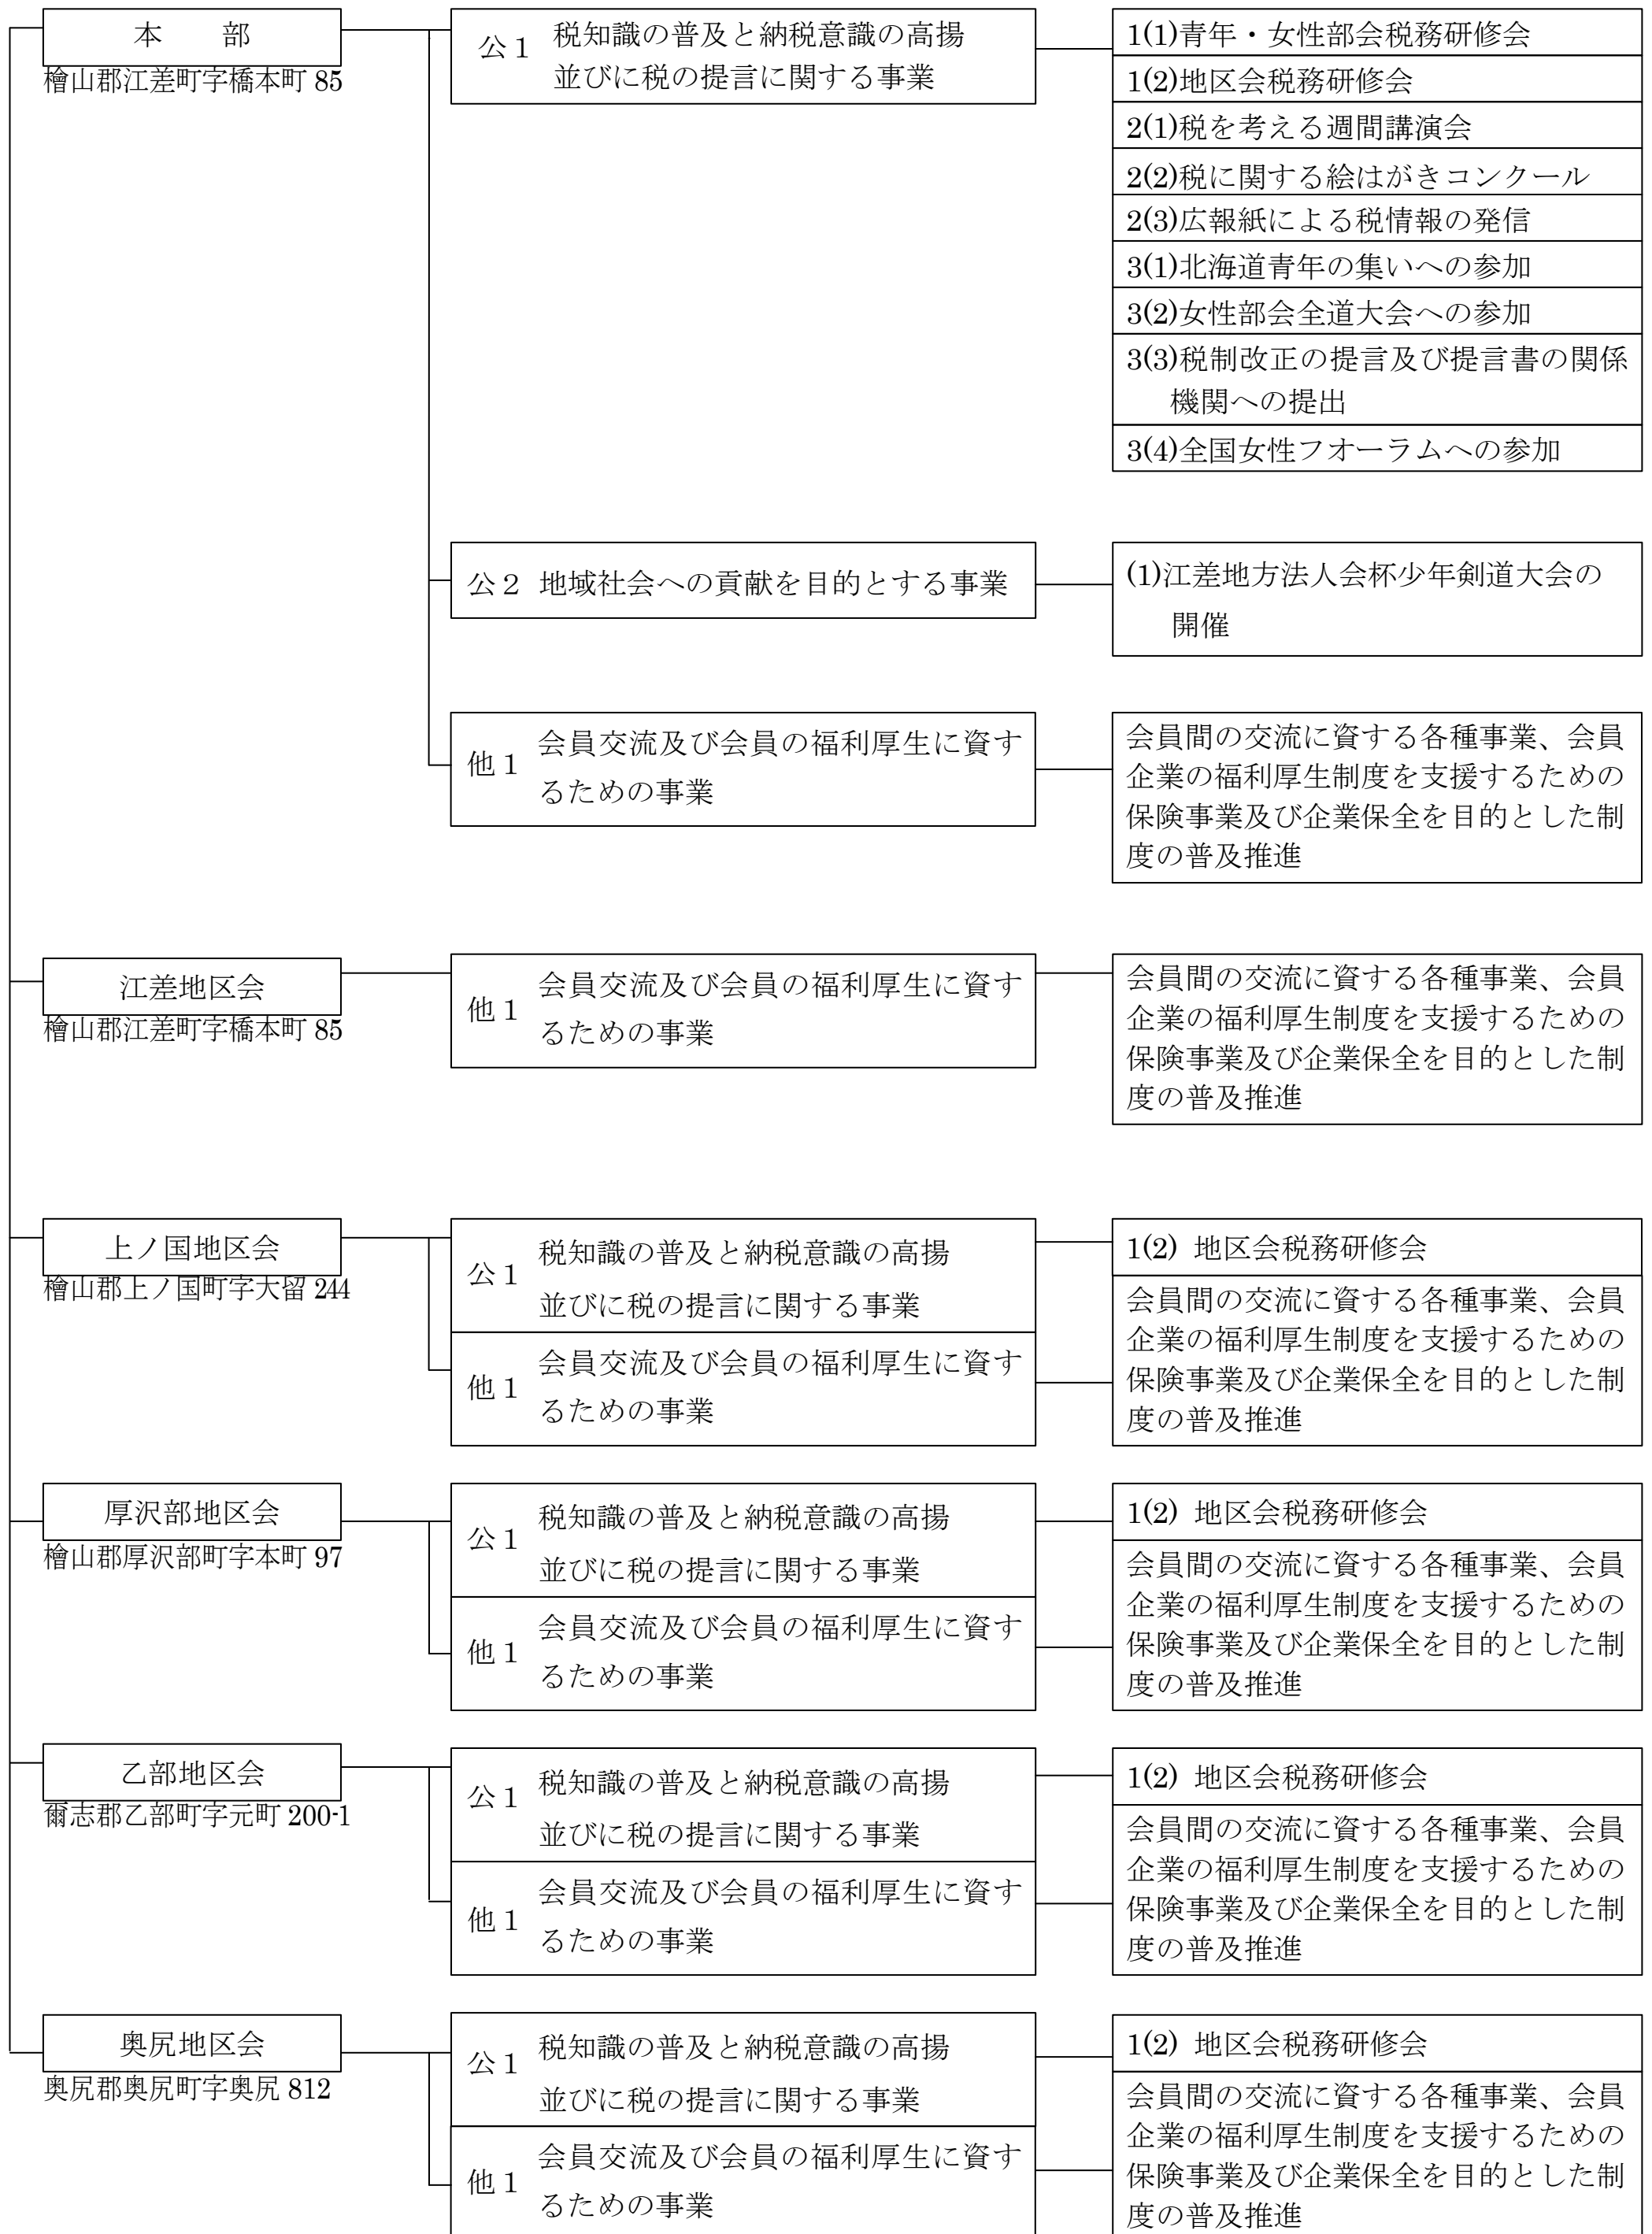 本　　部
檜山郡江差町字橋本町 85
公１
税知識の普及と納税意識の高揚
並びに税の提言に関する事業
1(1)青年・女性部会税務研修会
1(2)地区会税務研修会
2(1)税を考える週間講演会
2(2)税に関する絵はがきコンクール
2(3)広報紙による税情報の発信
3(1)北海道青年の集いへの参加
3(2)女性部会全道大会への参加
3(3)税制改正の提言及び提言書の関係
機関への提出
3(4)全国女性フオーラムへの参加
公２ 地域社会への貢献を目的とする事業
(1)江差地方法人会杯少年剣道大会の
開催
他１
会員交流及び会員の福利厚生に資す
るための事業
会員間の交流に資する各種事業、会員
企業の福利厚生制度を支援するための
保険事業及び企業保全を目的とした制
度の普及推進
江差地区会
檜山郡江差町字橋本町 85
他１
会員交流及び会員の福利厚生に資す
るための事業
会員間の交流に資する各種事業、会員
企業の福利厚生制度を支援するための
保険事業及び企業保全を目的とした制
度の普及推進
上ノ国地区会
檜山郡上ノ国町字大留 244
公１
税知識の普及と納税意識の高揚
並びに税の提言に関する事業
1(2) 地区会税務研修会
他１
会員交流及び会員の福利厚生に資す
るための事業
会員間の交流に資する各種事業、会員
企業の福利厚生制度を支援するための
保険事業及び企業保全を目的とした制
度の普及推進
厚沢部地区会
檜山郡厚沢部町字本町 97
公１
税知識の普及と納税意識の高揚
並びに税の提言に関する事業
1(2) 地区会税務研修会
他１
会員交流及び会員の福利厚生に資す
るための事業
会員間の交流に資する各種事業、会員
企業の福利厚生制度を支援するための
保険事業及び企業保全を目的とした制
度の普及推進
乙部地区会
爾志郡乙部町字元町 200-1
公１
税知識の普及と納税意識の高揚
並びに税の提言に関する事業
1(2) 地区会税務研修会
他１
会員交流及び会員の福利厚生に資す
るための事業
会員間の交流に資する各種事業、会員
企業の福利厚生制度を支援するための
保険事業及び企業保全を目的とした制
度の普及推進
奥尻地区会
奥尻郡奥尻町字奥尻 812
公１
税知識の普及と納税意識の高揚
並びに税の提言に関する事業
1(2) 地区会税務研修会
他１
会員交流及び会員の福利厚生に資す
るための事業
会員間の交流に資する各種事業、会員
企業の福利厚生制度を支援するための
保険事業及び企業保全を目的とした制
度の普及推進